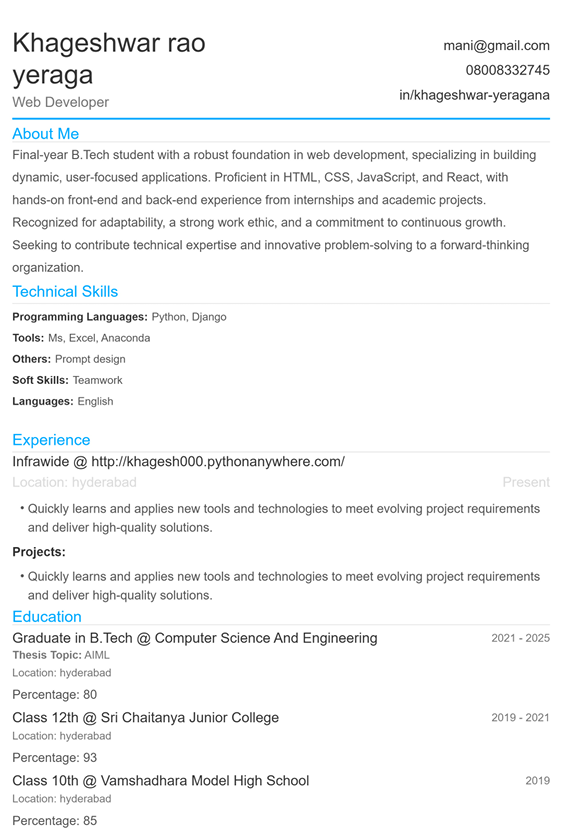 Khageshwar rao
yeraga
Web Developer
mani@gmail.com
08008332745
in/khageshwar-yeragana
About Me
Final-year B.Tech student with a robust foundation in web development, specializing in building
dynamic, user-focused applications. Proficient in HTML, CSS, JavaScript, and React, with
hands-on front-end and back-end experience from internships and academic projects.
Recognized for adaptability, a strong work ethic, and a commitment to continuous growth.
Seeking to contribute technical expertise and innovative problem-solving to a forward-thinking
organization.
Technical Skills
Programming Languages: Python, Django
Tools: Ms, Excel, Anaconda
Others: Prompt design
Soft Skills: Teamwork
Languages: English
Experience
Infrawide @ http://khagesh000.pythonanywhere.com/
Location: hyderabad Present
• Quickly learns and applies new tools and technologies to meet evolving project requirements
and deliver high-quality solutions.
Projects:
• Quickly learns and applies new tools and technologies to meet evolving project requirements
and deliver high-quality solutions.
Education
Graduate in B.Tech @ Computer Science And Engineering 2021 - 2025
Thesis Topic: AIML
Location: hyderabad
Percentage: 80
Class 12th @ Sri Chaitanya Junior College 2019 - 2021
Location: hyderabad
Percentage: 93
Class 10th @ Vamshadhara Model High School 2019
Location: hyderabad
Percentage: 85